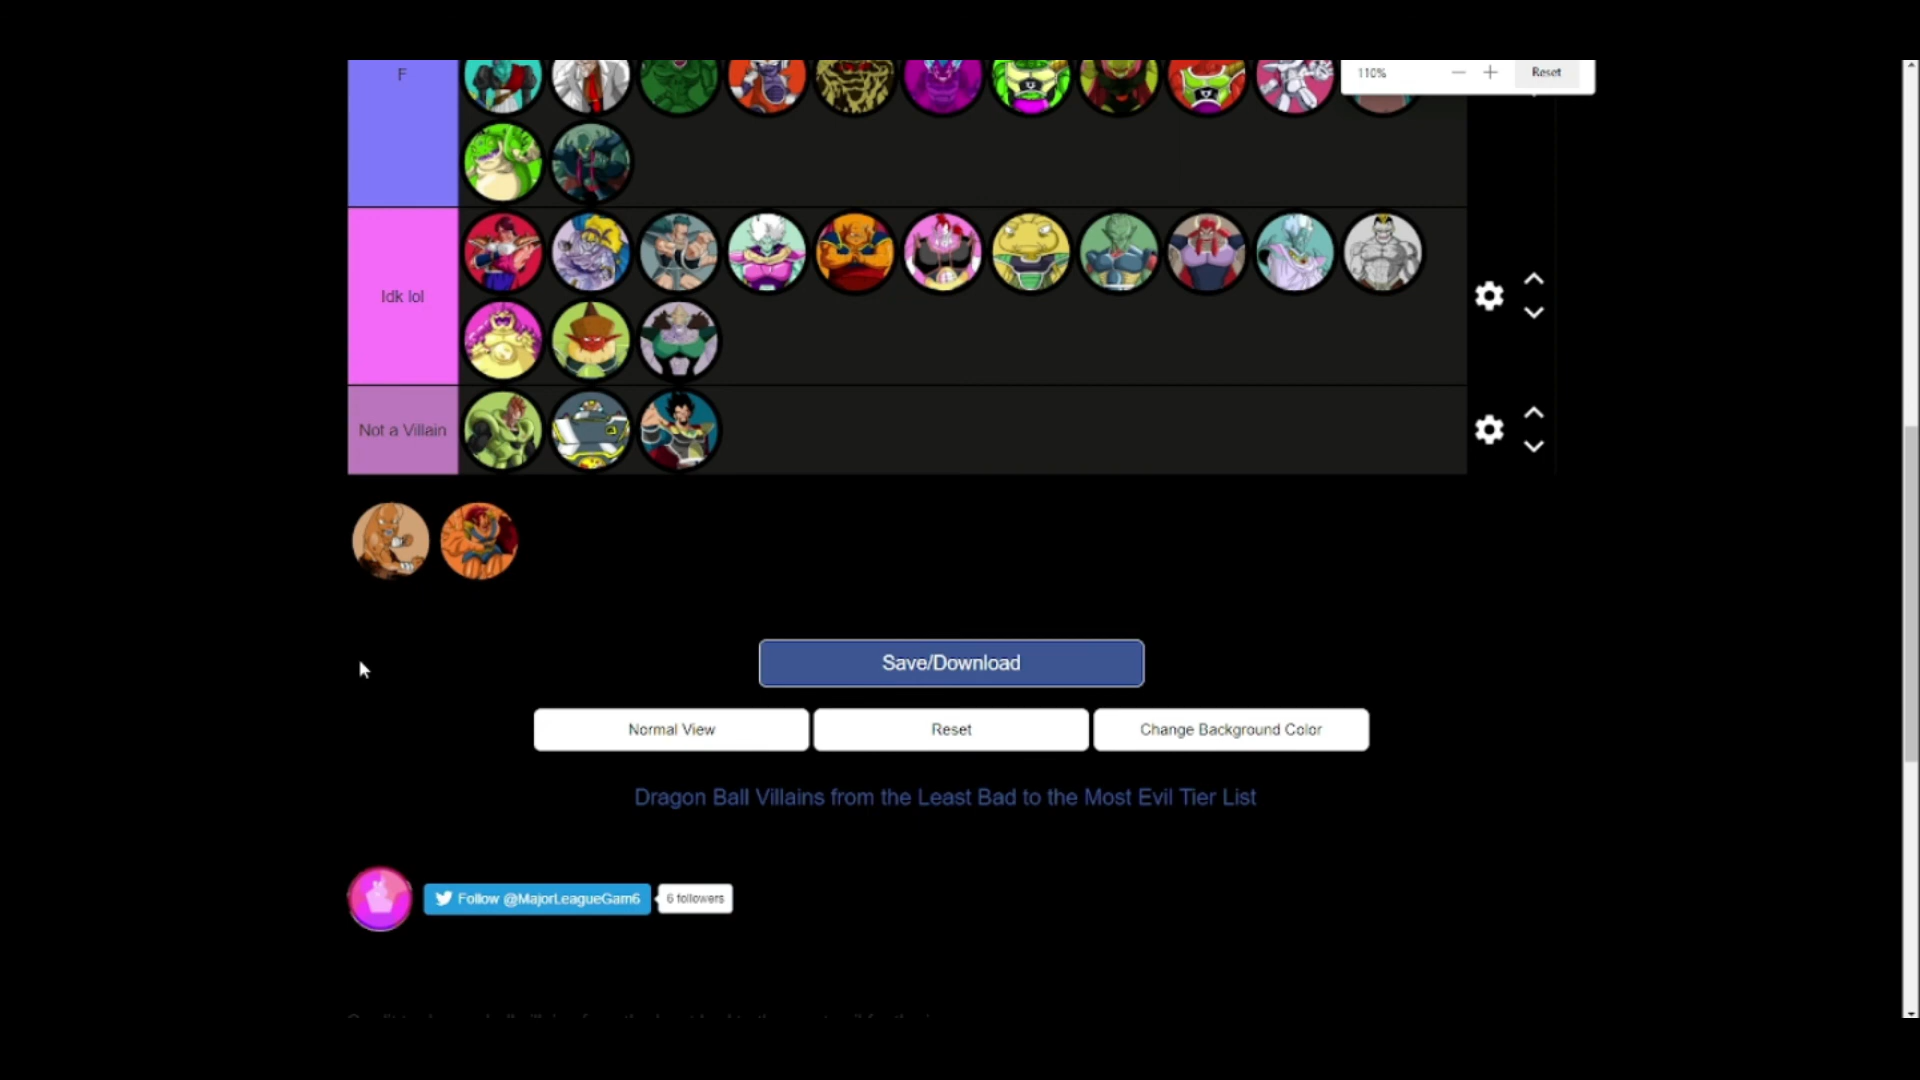 F
110%
Reset
Idk lol
Not a Villain
Save/Download
Normal View
Reset
Change Background Color
Dragon Ball Villains from the Least Bad to the Most Evil Tier List
Follow @MajorLeagueGam6
6 followers